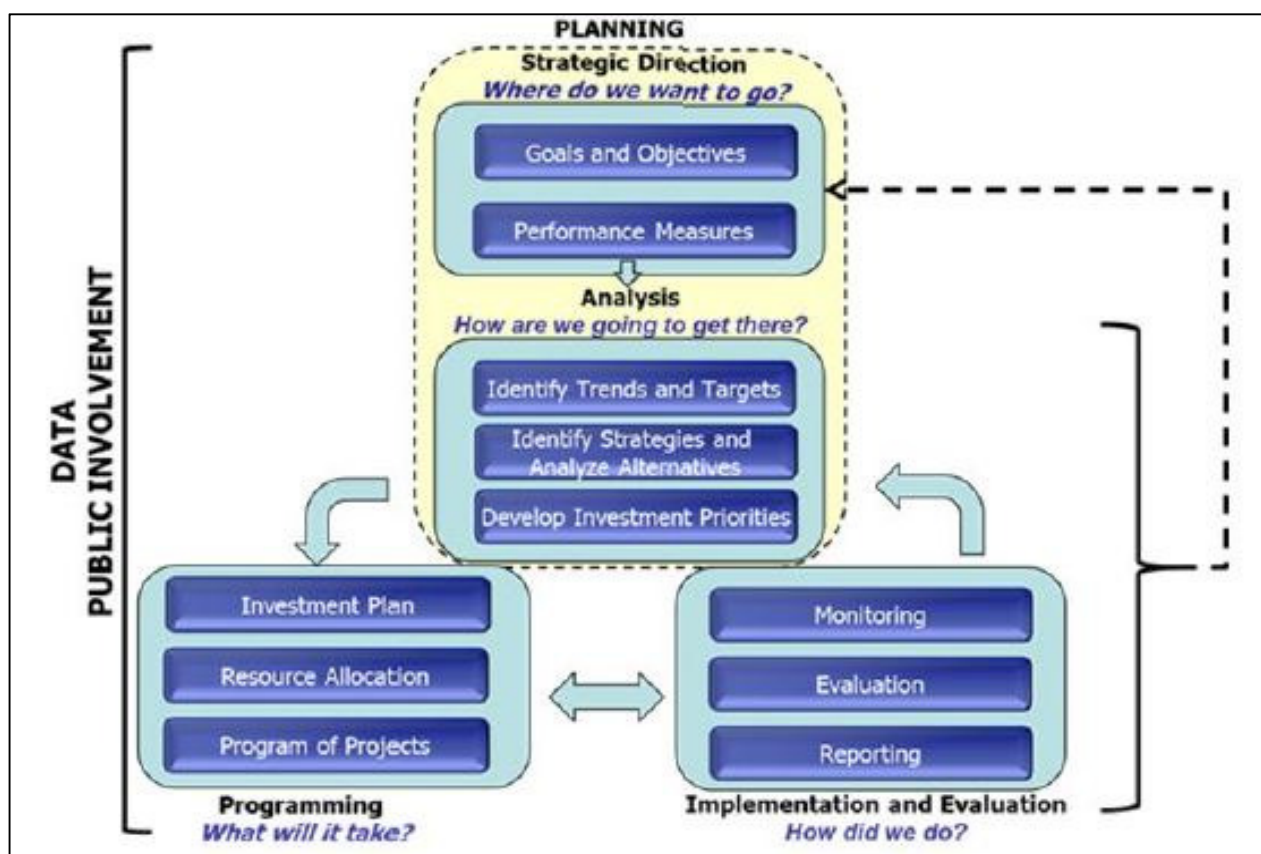 PLANNING
Strategic Direction
Where do we want to go?
Goals and Objectives
Performance Measures
Analysis
How are we going to get there?
Identify Trends and Targets
Identify Strategies and
Analyze Alternatives
Develop Investment Priorities
DATA
PUBLIC INVOLVEMENT
Investment Plan
Resource Allocation
Program of Projects
Programming
What will it take?
Monitoring
Evaluation
Reporting
Implementation and Evaluation
How did we do?